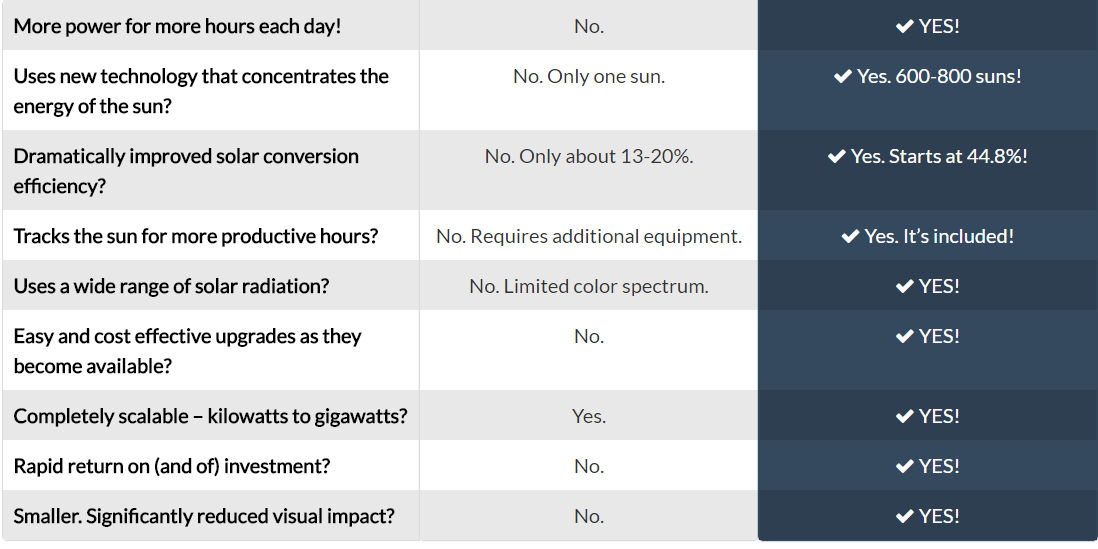 More power for more hours each day! No. ✔ YES!
Uses new technology that concentrates the No. Only one sun. ✔ Yes. 600-800 suns!
energy of the sun?
Dramatically improved solar conversion No. Only about 13-20%. ✔ Yes. Starts at 44.8%!
efficiency?
Tracks the sun for more productive hours? No. Requires additional equipment. ✔ Yes. It’s included!
Uses a wide range of solar radiation? No. Limited color spectrum. ✔ YES!
Easy and cost effective upgrades as they No. ✔ YES!
become available?
Completely scalable – kilowatts to gigawatts? Yes. ✔ YES!
Rapid return on (and of) investment? No. ✔ YES!
Smaller. Significantly reduced visual impact? No. ✔ YES!